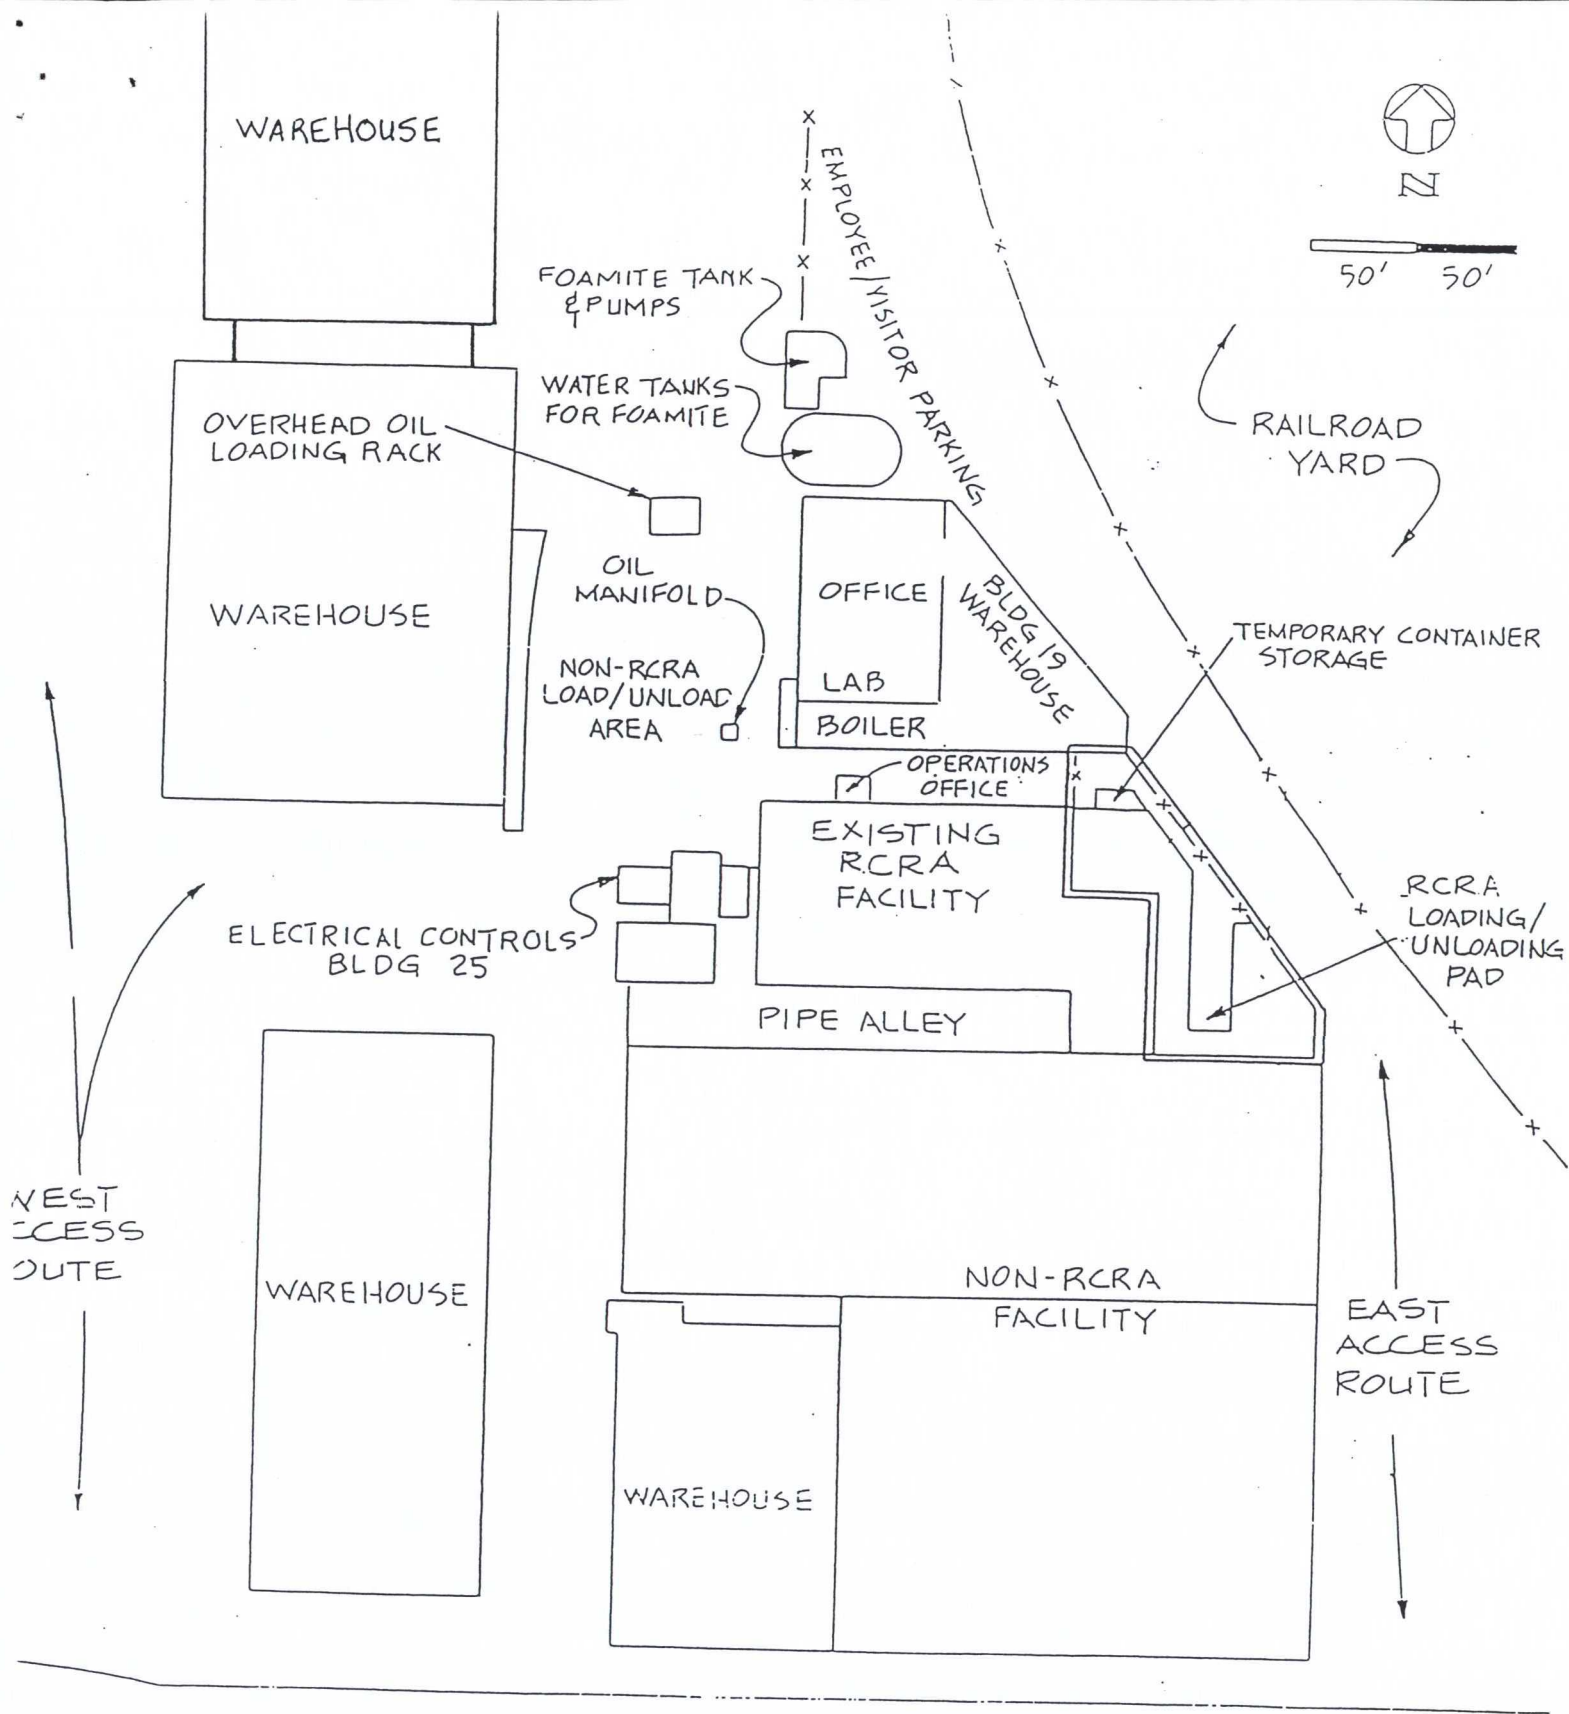 WAREHOUSE
N
50' 50'
EMPLOYEE/VISITOR PARKING
FOAMITE TANK
& PUMPS
WATER TANKS
FOR FOAMITE
OVERHEAD OIL
LOADING RACK
RAILROAD
YARD
OIL
MANIFOLD
OFFICE
BLDG 19
WAREHOUSE
WAREHOUSE
TEMPORARY CONTAINER
STORAGE
NON-RCRA
LOAD/UNLOAD
AREA
LAB
BOILER
OPERATIONS
OFFICE
EXISTING
RCRA
FACILITY
RCRA
LOADING/
UNLOADING
PAD
ELECTRICAL CONTROLS
BLDG 25
PIPE ALLEY
WEST
CCESS
OUTE
WAREHOUSE
NON-RCRA
FACILITY
EAST
ACCESS
ROUTE
WAREHOUSE